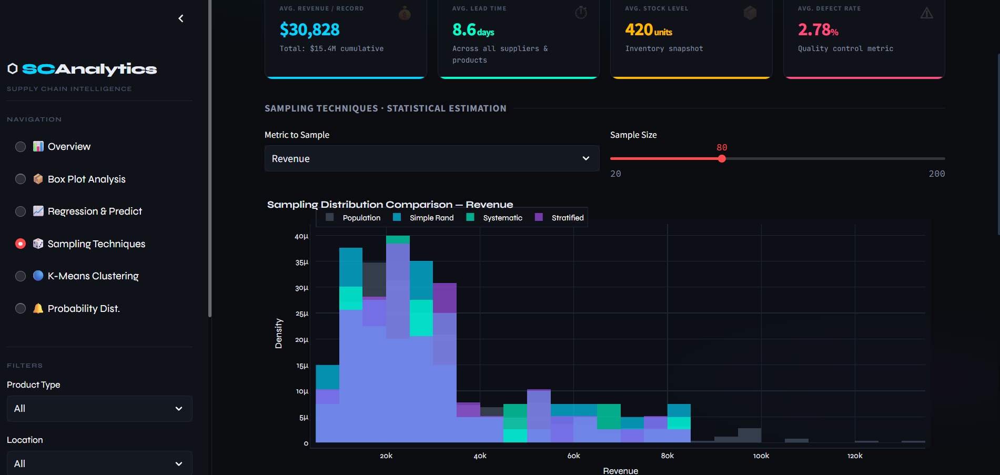 SCAnalytics
SUPPLY CHAIN INTELLIGENCE
NAVIGATION
Overview
Box Plot Analysis
Regression & Predict
Sampling Techniques
K-Means Clustering
Probability Dist.
FILTERS
Product Type
All
Location
All
AVG. REVENUE / RECORD
$30,828
Total: $15.4M cumulative
AVG. LEAD TIME
8.6 days
Across all suppliers &
products
AVG. STOCK LEVEL
420 units
Inventory snapshot
AVG. DEFECT RATE
2.78%
Quality control metric
SAMPLING TECHNIQUES · STATISTICAL ESTIMATION
Metric to Sample
Revenue
Sample Size
80
20 200
Sampling Distribution Comparison — Revenue
Population Simple Rand Systematic Stratified
40μ
35μ
30μ
25μ
20μ
15μ
10μ
5μ
0
Density
20k 40k 60k 80k 100k 120k
Revenue